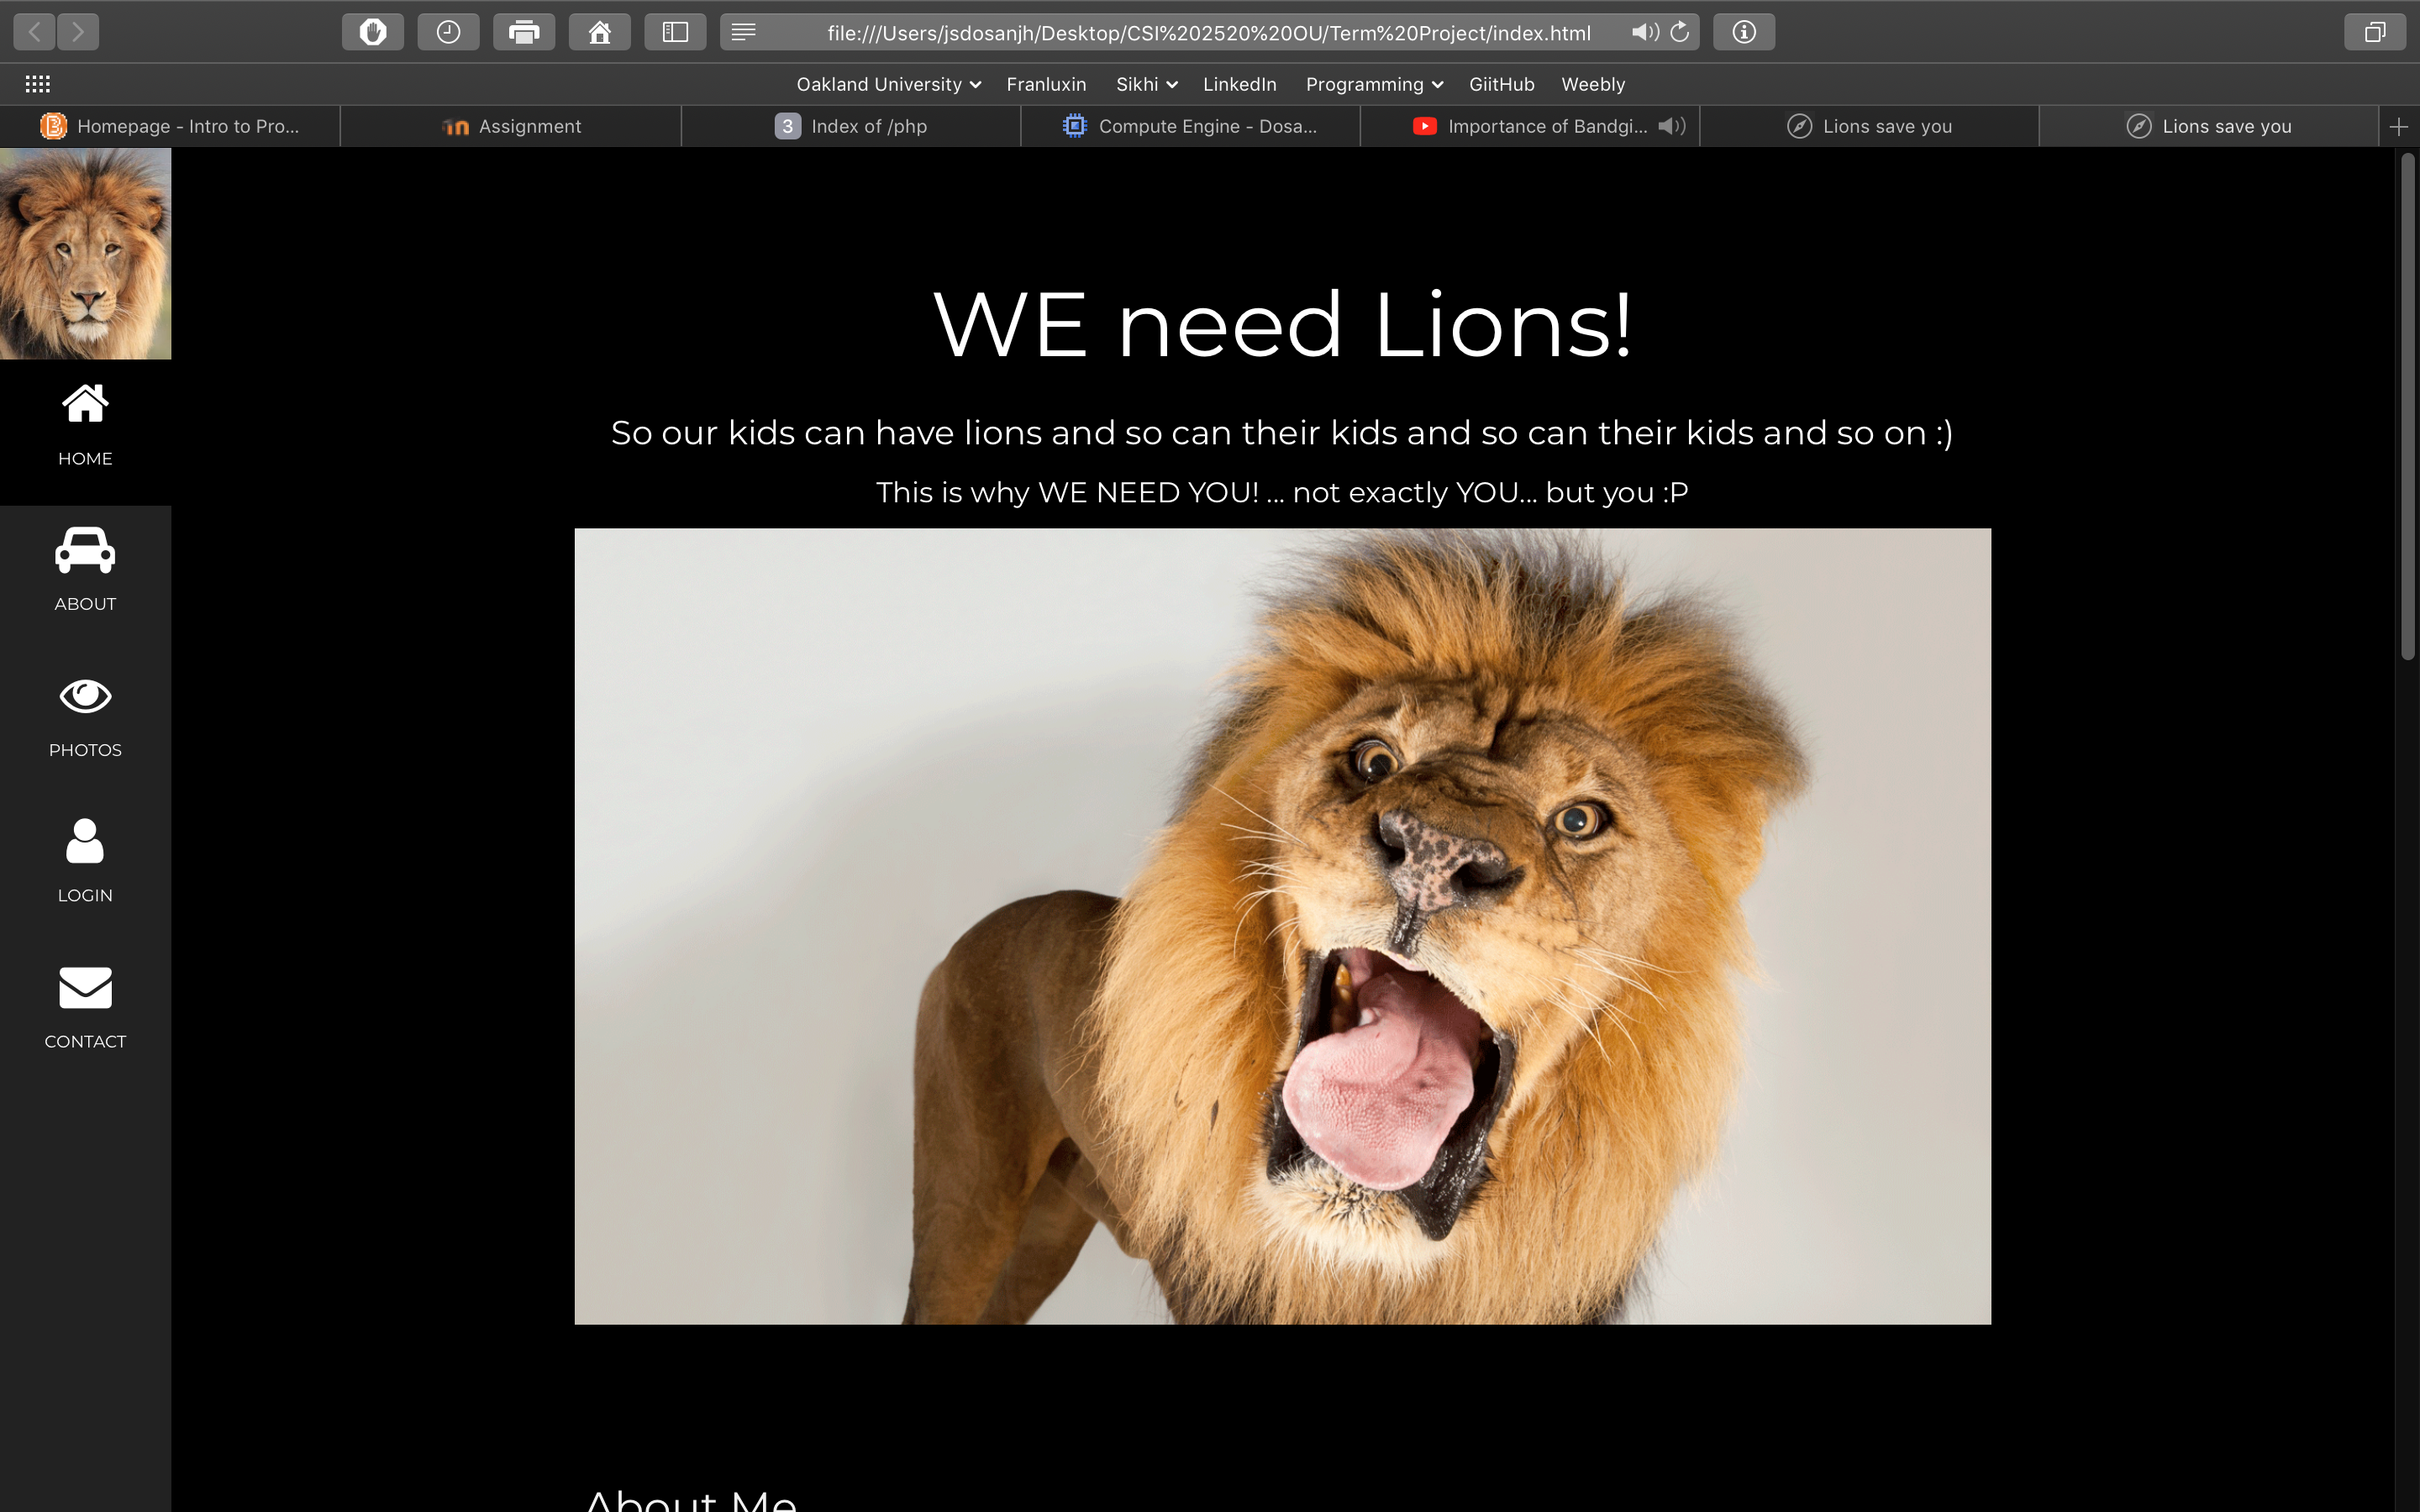 file:///Users/jsdosanjh/Desktop/CSI%202520%20OU/Term%20Project/index.html
Oakland University Franluxin Sikhi LinkedIn Programming GiitHub Weebly
Homepage - Intro to Pro... Assignment 3 Index of /php Compute Engine - Dosa... Importance of Bandgi... Lions save you Lions save you
WE need Lions!
So our kids can have lions and so can their kids and so can their kids and so on :)
This is why WE NEED YOU! ... not exactly YOU... but you :P
HOME
ABOUT
PHOTOS
LOGIN
CONTACT
About Me